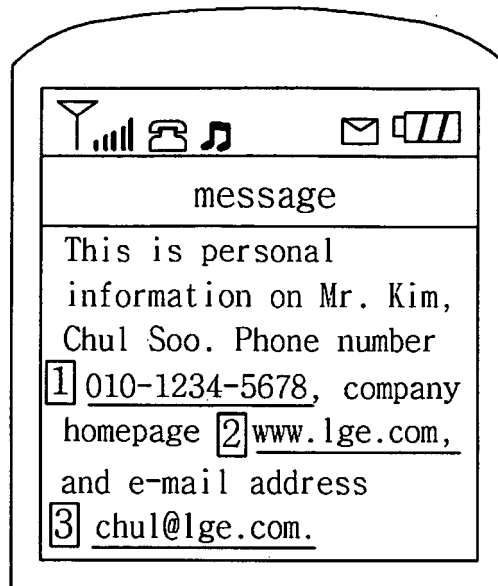 message
This is personal
information on Mr. Kim,
Chul Soo. Phone number
1 010-1234-5678, company
homepage 2 www.lge.com,
and e-mail address
3 chul@lge.com.